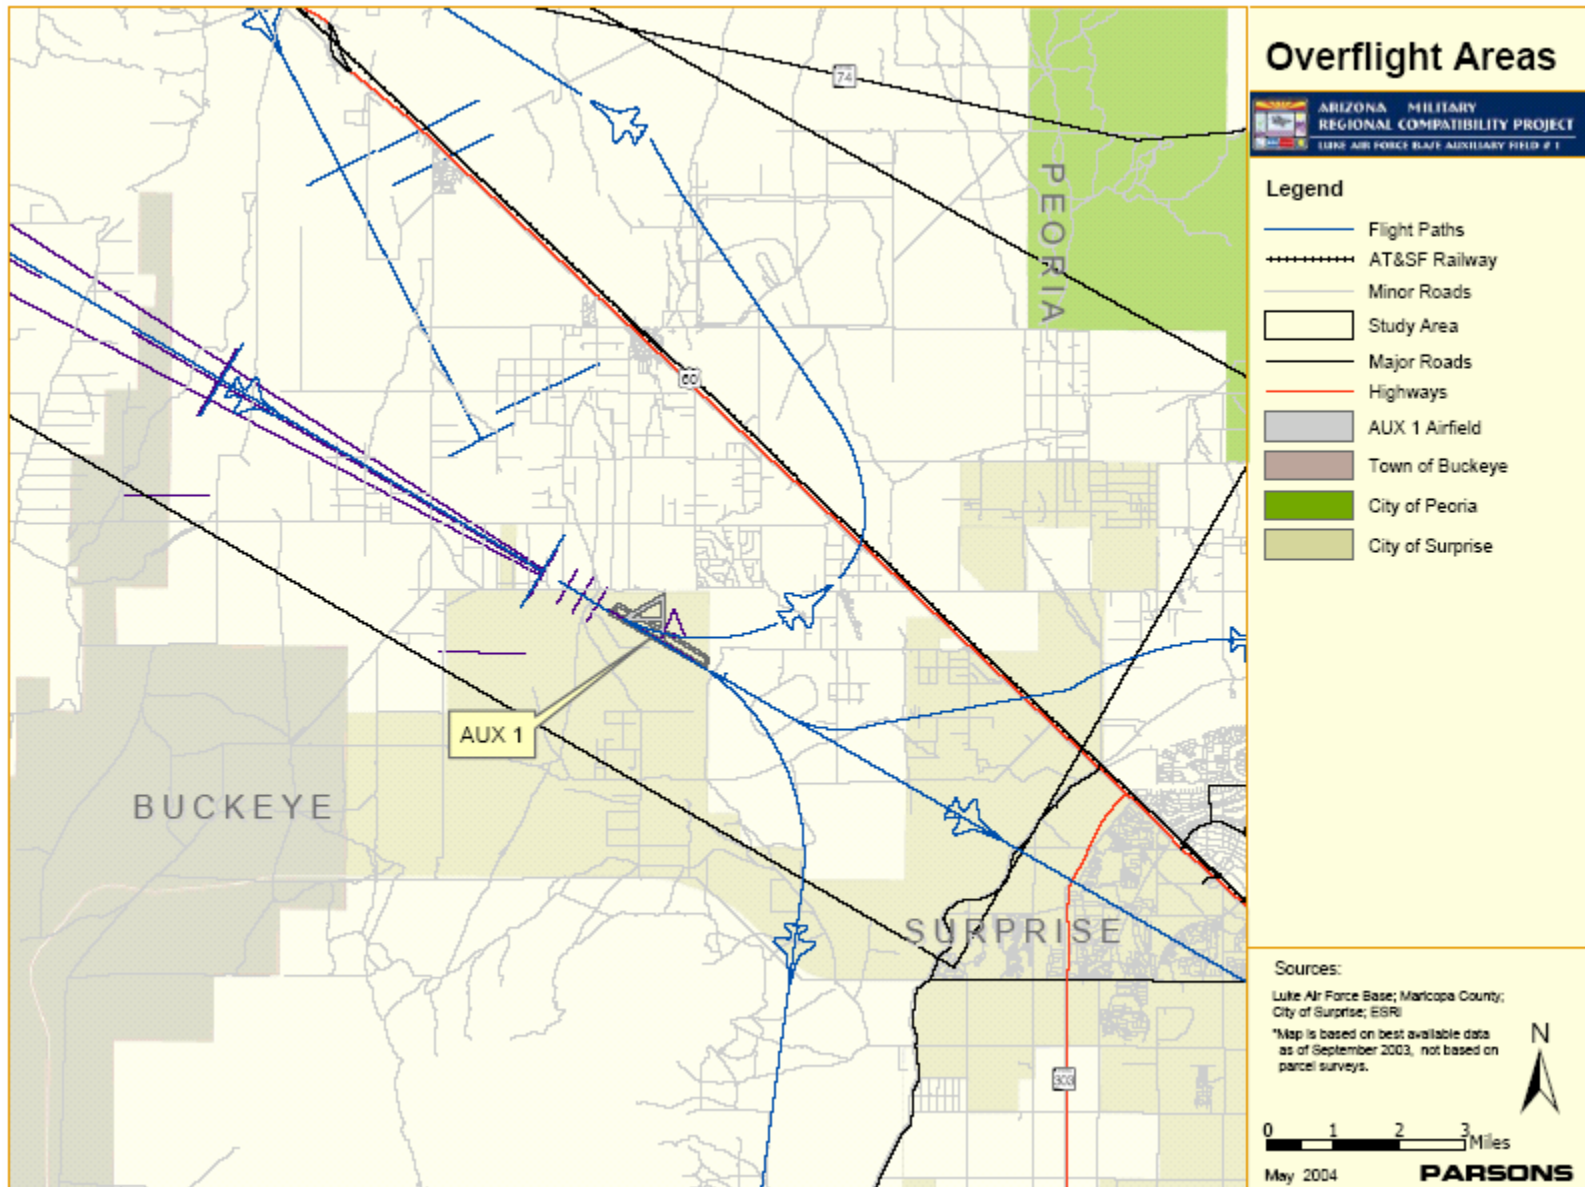 74
PEORIA
60
AUX 1
BUCKEYE
SURPRISE
303
Overflight Areas
ARIZONA MILITARY
REGIONAL COMPATIBILITY PROJECT
LUKE AIR FORCE BASE AUXILIARY FIELD # 1
Legend
Flight Paths
AT&SF Railway
Minor Roads
Study Area
Major Roads
Highways
AUX 1 Airfield
Town of Buckeye
City of Peoria
City of Surprise
Sources:
Luke Air Force Base; Maricopa County;
City of Surprise; ESRI
*Map is based on best available data
as of September 2003, not based on
parcel surveys.
N
0 1 2 3
Miles
May 2004
PARSONS